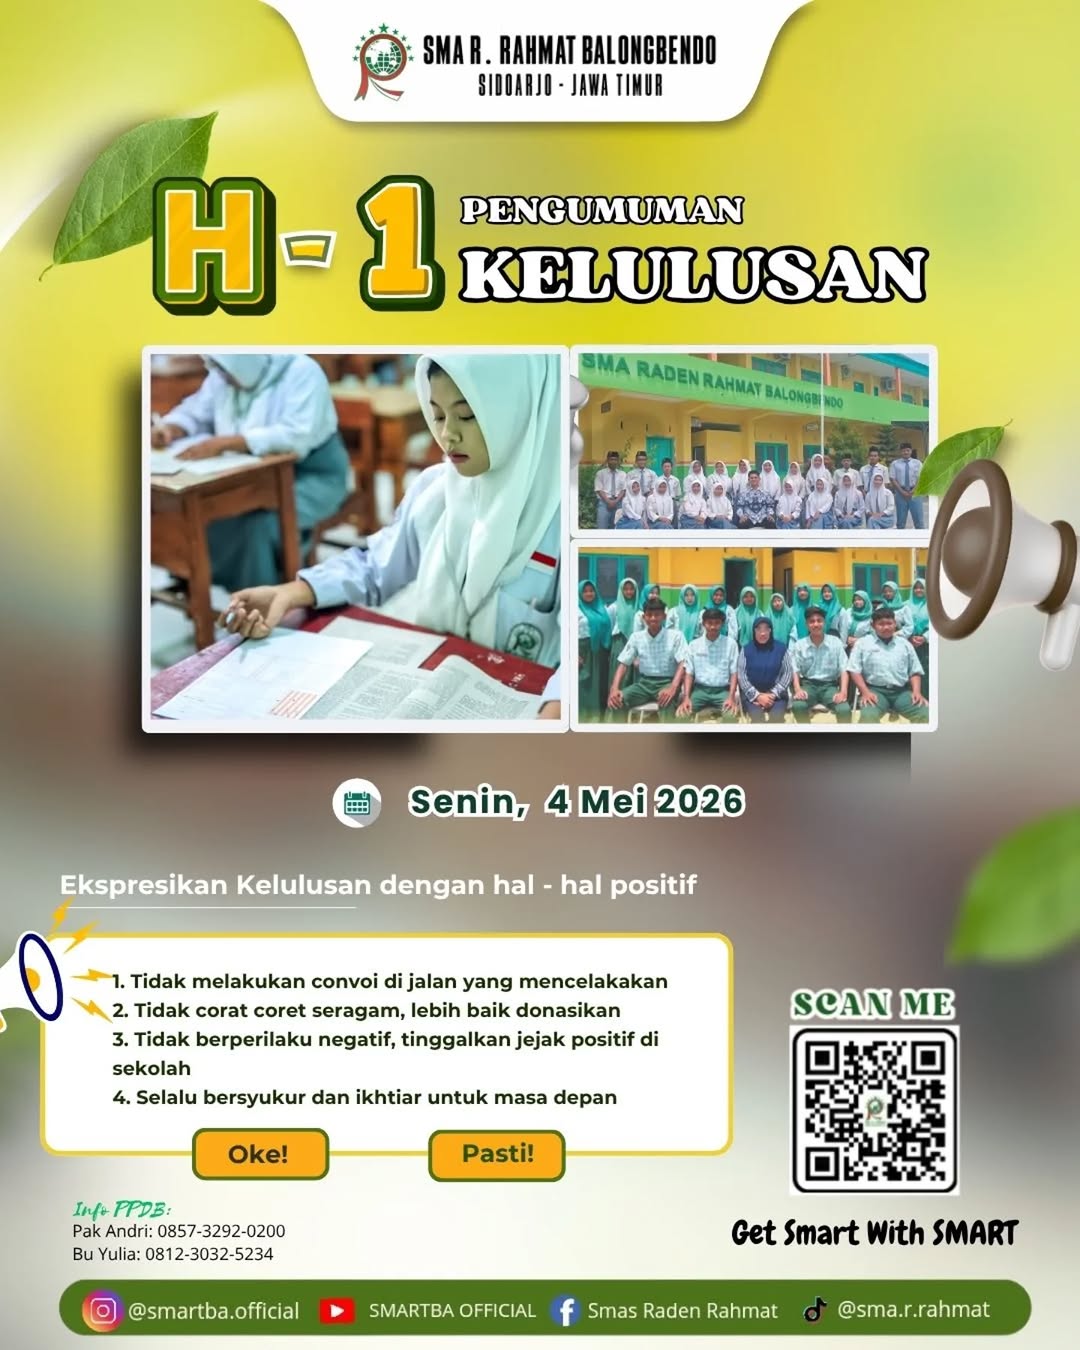 SMA R. RAHMAT BALONGBENDO
SIDOARJO - JAWA TIMUR
H-1
PENGUMUMAN
KELULUSAN
SMA RADEN RAHMAT BALONGBENDO
Senin, 4 Mei 2026
Ekspresikan Kelulusan dengan hal - hal positif
1. Tidak melakukan convoi di jalan yang mencelakakan
2. Tidak corat coret seragam, lebih baik donasikan
3. Tidak berperilaku negatif, tinggalkan jejak positif di
sekolah
4. Selalu bersyukur dan ikhtiar untuk masa depan
Oke!
Pasti!
SCAN ME
Info PPDB:
Pak Andri: 0857-3292-0200
Bu Yulia: 0812-3032-5234
Get Smart With SMART
@smartba.official
SMARTBA OFFICIAL
Smas Raden Rahmat
@sma.r.rahmat